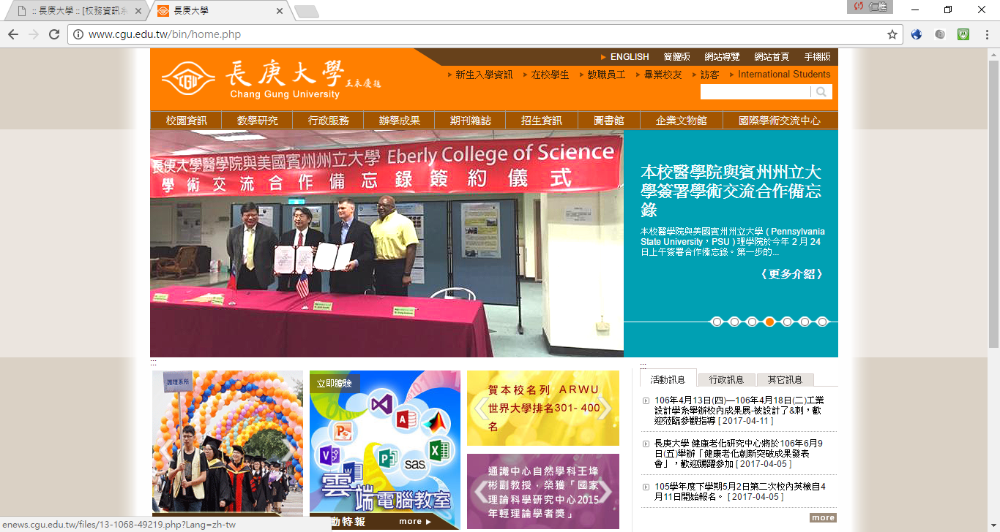 :: 長庚大學 :: [校務資訊系
長庚大學
仁樵
www.cgu.edu.tw/bin/home.php
ENGLISH 簡體版 網站導覽 網站首頁 手機版
CGU
長庚大學
Chang Gung University
新生入學資訊 在校學生 教職員工 畢業校友 訪客 International Students
校園資訊 教學研究 行政服務 辦學成果 期刊雜誌 招生資訊 圖書館 企業文物館 國際學術交流中心
長庚大學醫學院與美國賓州州立大學 Eberly College of Science
學術交流合作備忘錄簽約儀式
本校醫學院與賓州州立大
學簽署學術交流合作備忘
錄
本校醫學院與美國賓州州立大學 ( Pennsylvania
State University，PSU ) 理學院於今年 2 月 24
日上午簽署合作備忘錄。第一步的...
〈更多介紹〉
:::
護理系所
立即體驗
sas
雲端電腦教室
動特報 more
賀本校名列 ARWU
世界大學排名301- 400
名
通識中心自然學科王烽
彬副教授．榮獲「國家
理論科學研究中心2015
年輕理論學者獎」
:::
活動訊息 行政訊息 其它訊息
106年4月13日(四)—106年4月18日(二)工業
設計學系舉辦校內成果展-被設計了&刺，歡
迎蒞臨參觀指導 [ 2017-04-11 ]
長庚大學 健康老化研究中心將於106年6月9
日(五)舉辦「健康老化創新突破成果發表
會」，歡迎踴躍參加 [ 2017-04-05 ]
105學年度下學期5月2日第二次校內英檢自4
月11日開始報名。 [ 2017-04-05 ]
more
enews.cgu.edu.tw/files/13-1068-49219.php?Lang=zh-tw